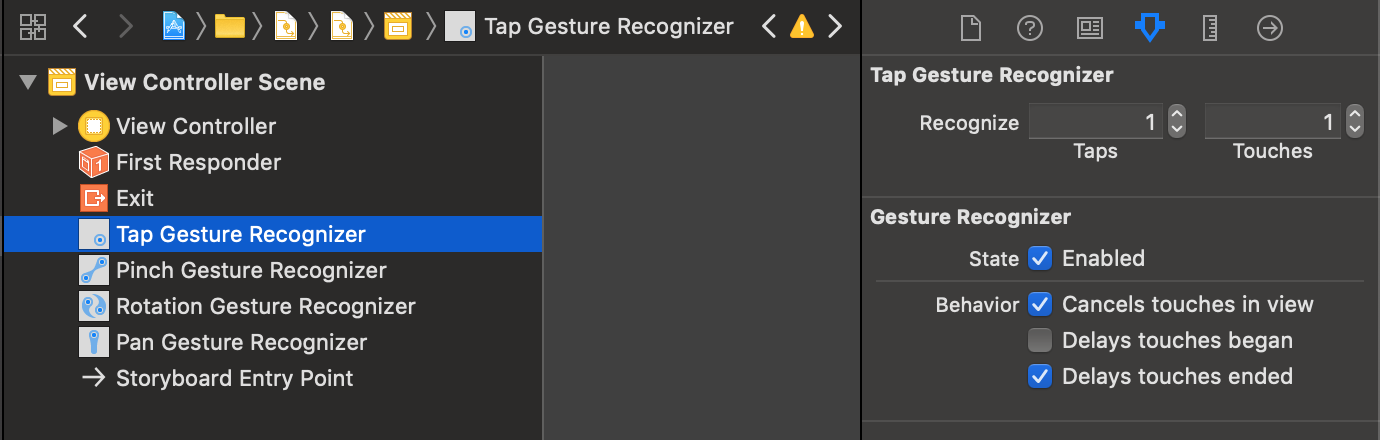 Tap Gesture Recognizer
View Controller Scene
View Controller
First Responder
Exit
Tap Gesture Recognizer
Pinch Gesture Recognizer
Rotation Gesture Recognizer
Pan Gesture Recognizer
Storyboard Entry Point
Tap Gesture Recognizer
Recognize 1 1
Taps Touches
Gesture Recognizer
State Enabled
Behavior Cancels touches in view
Delays touches began
Delays touches ended